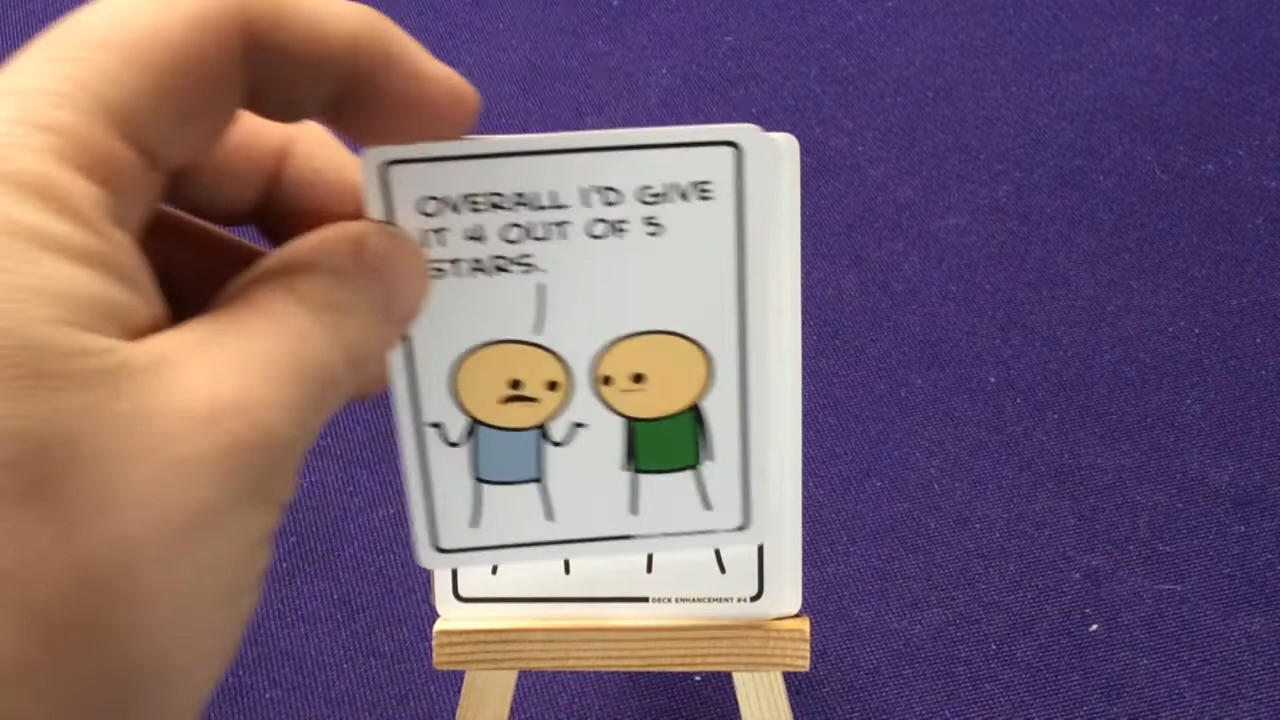 OVERALL I'D GIVE
IT 4 OUT OF 5
STARS.
DECK ENHANCEMENT #4